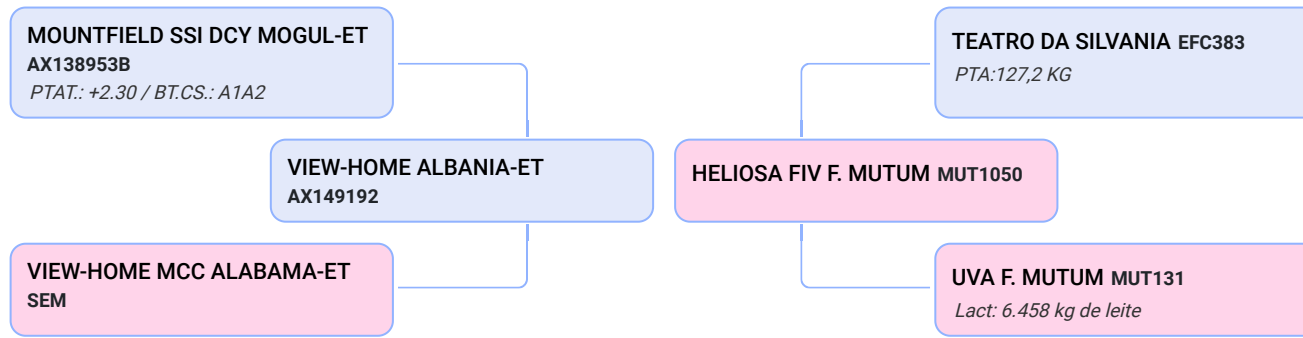 MOUNTFIELD SSI DCY MOGUL-ET
AX138953B
PTAT.: +2.30 / BT.CS.: A1A2
VIEW-HOME ALBANIA-ET
AX149192
VIEW-HOME MCC ALABAMA-ET
SEM
TEATRO DA SILVANIA EFC383
PTA:127,2 KG
HELIOSA FIV F. MUTUM MUT1050
UVA F. MUTUM MUT131
Lact: 6.458 kg de leite